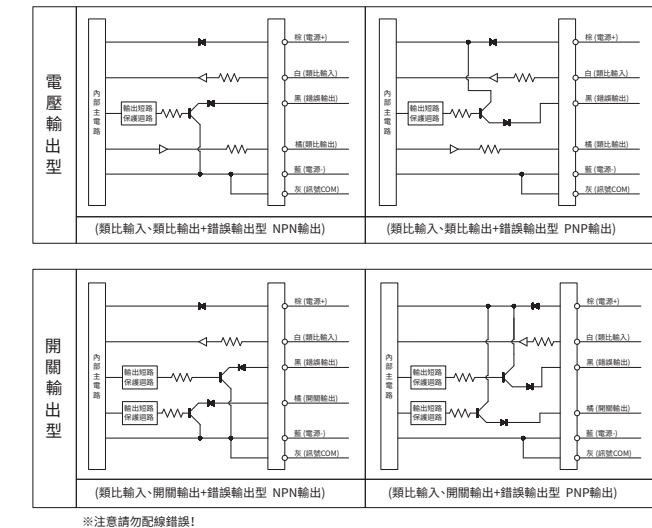 電壓輸出型
內部主電路
輸出短路
保護迴路
棕 (電源+)
白 (類比輸入)
黑 (錯誤輸出)
橘(類比輸出)
藍 (電源-)
灰 (訊號COM)
(類比輸入、類比輸出+錯誤輸出型 NPN輸出)
內部主電路
輸出短路
保護迴路
棕 (電源+)
白 (類比輸入)
黑 (錯誤輸出)
橘 (類比輸出)
藍 (電源-)
灰 (訊號COM)
(類比輸入、類比輸出+錯誤輸出型 PNP輸出)
開關輸出型
內部主電路
輸出短路
保護迴路
輸出短路
保護迴路
棕 (電源+)
白 (類比輸入)
黑 (錯誤輸出)
橘 (開關輸出)
藍 (電源-)
灰 (訊號COM)
(類比輸入、開關輸出+錯誤輸出型 NPN輸出)
內部主電路
輸出短路
保護迴路
輸出短路
保護迴路
棕 (電源+)
白 (類比輸入)
黑 (錯誤輸出)
橘 (開關輸出)
藍 (電源-)
灰 (訊號COM)
(類比輸入、開關輸出+錯誤輸出型 PNP輸出)
※注意請勿配線錯誤!